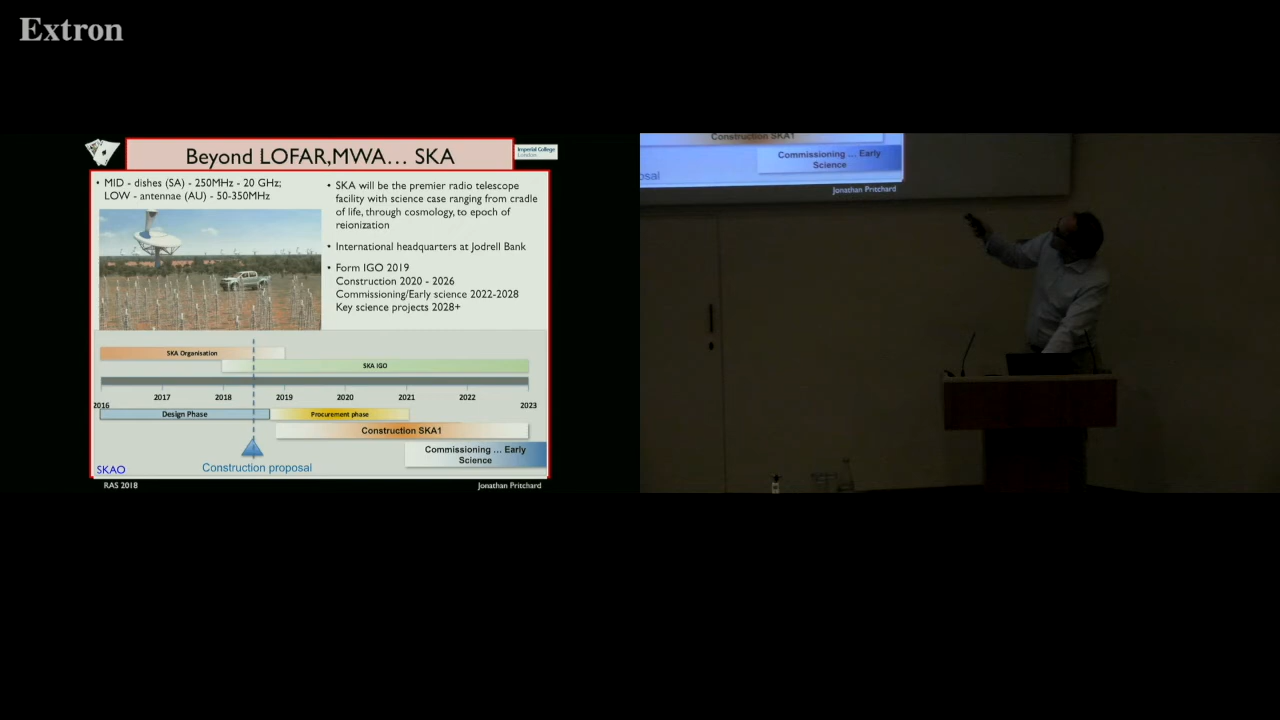 Extron
Beyond LOFAR,MWA... SKA
Imperial College
London
• MID - dishes (SA) - 250MHz - 20 GHz;
LOW - antennae (AU) - 50-350MHz
• SKA will be the premier radio telescope
facility with science case ranging from cradle
of life, through cosmology, to epoch of
reionization
• International headquarters at Jodrell Bank
• Form IGO 2019
Construction 2020 - 2026
Commissioning/Early science 2022-2028
Key science projects 2028+
SKA Organisation
SKA IGO
2016 2017 2018 2019 2020 2021 2022 2023
Design Phase
Procurement phase
Construction SKA1
Commissioning ... Early
Science
Construction proposal
SKAO
RAS 2018
Jonathan Pritchard
Construction SKA1
Commissioning ... Early
Science
osal
Jonathan Pritchard